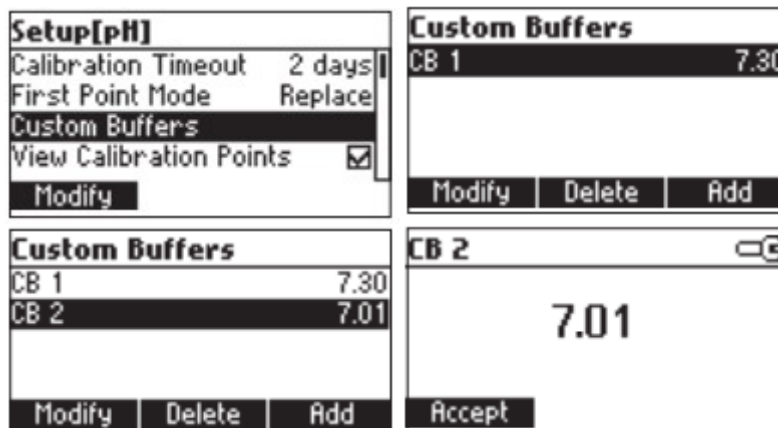 Setup[pH]
Calibration Timeout 2 days
First Point Mode Replace
Custom Buffers
View Calibration Points
Modify
Custom Buffers
CB 1 7.30
Modify Delete Add
Custom Buffers
CB 1 7.30
CB 2 7.01
Modify Delete Add
CB 2
7.01
Accept